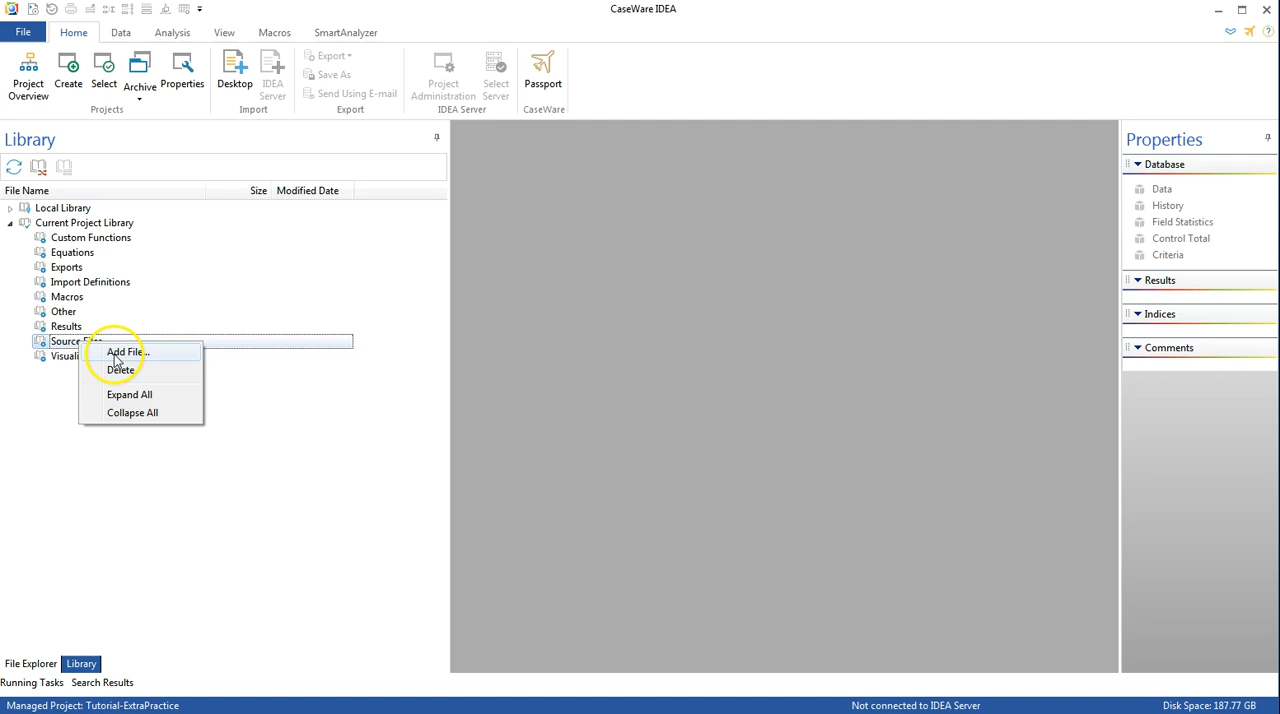 CaseWare IDEA
File Home Data Analysis View Macros SmartAnalyzer
Project Overview
Create
Select
Archive
Properties
Projects
Desktop
IDEA Server
Import
Export
Save As
Send Using E-mail
Export
Project Administration
Select Server
IDEA Server
Passport
CaseWare
Library
File Name Size Modified Date
Local Library
Current Project Library
Custom Functions
Equations
Exports
Import Definitions
Macros
Other
Results
Source Files
Add File...
Delete
Expand All
Collapse All
Properties
Database
Data
History
Field Statistics
Control Total
Criteria
Results
Indices
Comments
File Explorer Library
Running Tasks Search Results
Managed Project: Tutorial-ExtraPractice Not connected to IDEA Server Disk Space: 187.77 GB